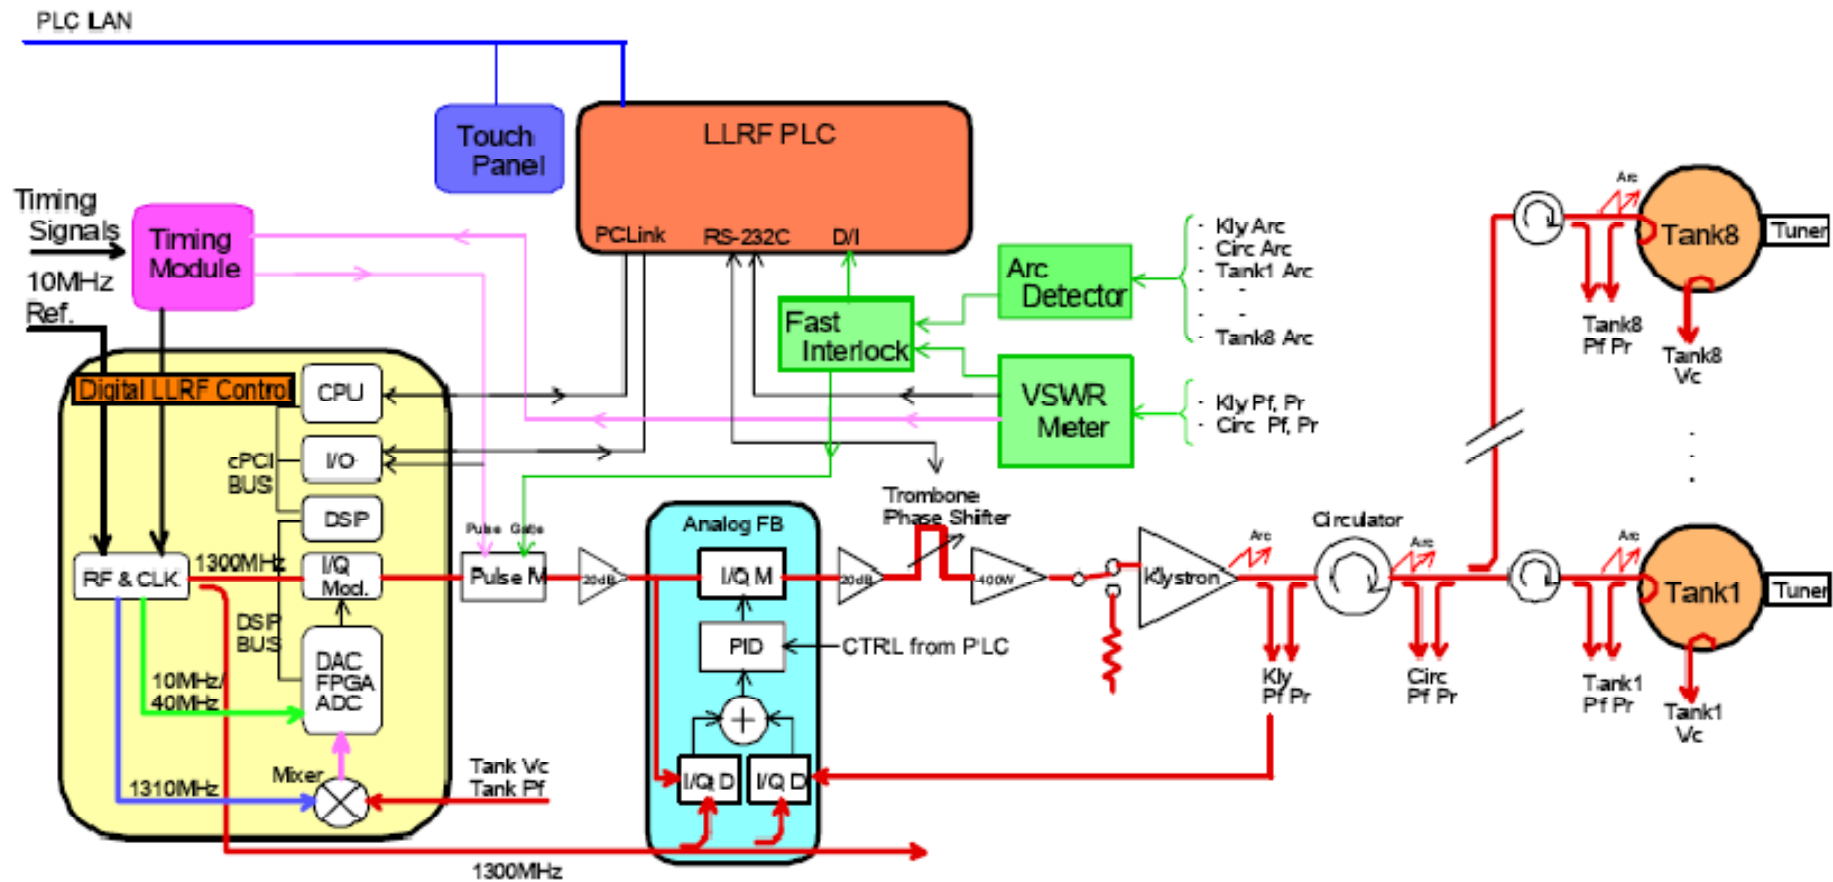 PLC LAN
Touch
Panel
LLRF PLC
PCLink
RS-232C
D/I
Timing
Signals
10MHz
Ref.
Timing
Module
Digital LLRF Control
CPU
I/O
cPCI
BUS
DSP
RF & CLK
1300MHz
I/Q
Mod.
DSP
BUS
DAC
FPGA
ADC
10MHz/
40MHz
1310MHz
Mixer
Tank Vc
Tank Pf
1300MHz
Pulse
Gate
Pulse M
20dB
Analog FB
I/Q M
PID
CTRL from PLC
+
I/Q D
I/Q D
20dB
Trombone
Phase Shifter
400W
Klystron
Fast
Interlock
Arc
Detector
VSWR
Meter
- Kly Arc
- Circ Arc
- Tank1 Arc
- -
- -
- Tank8 Arc
- Kly Pf, Pr
- Circ Pf, Pr
Arc
Kly
Pf Pr
Circulator
Arc
Circ
Pf Pr
Arc
Tank8
Tuner
Tank8
Pf Pr
Tank8
Vc
Arc
Tank1
Tuner
Tank1
Pf Pr
Tank1
Vc